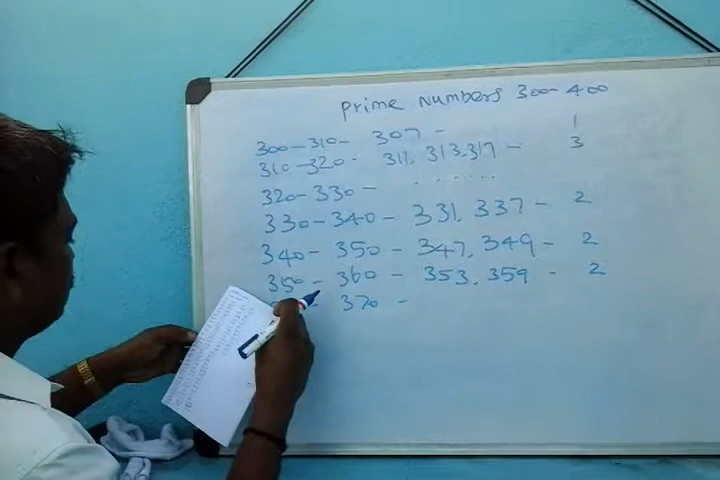 prime numbers 300-400
300-310- 307 - 1
310-320- 311, 313,317 - 3
320-330- ......
330-340- 331, 337 - 2
340- 350 - 347, 349 - 2
350 - 360 - 353, 359 - 2
- 370 -